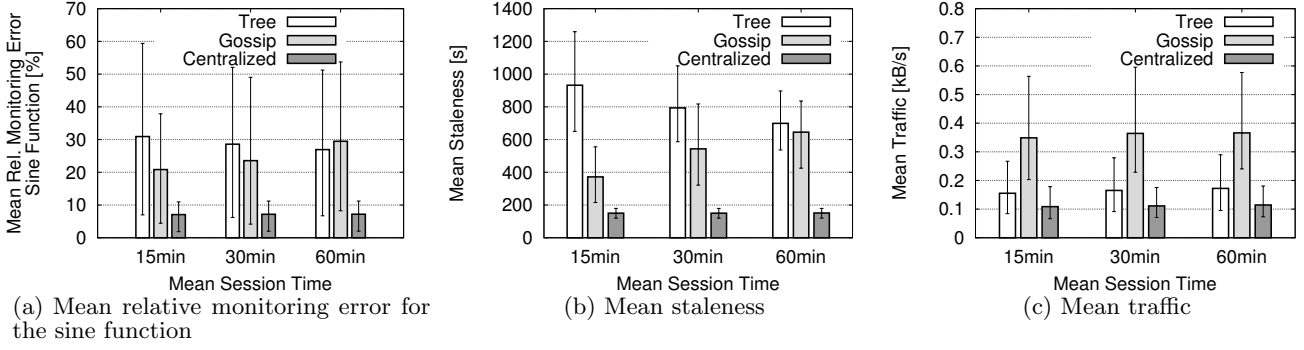 Mean Rel. Monitoring Error
Sine Function [%]
70
60
50
40
30
20
10
0
Tree
Gossip
Centralized
15min 30min 60min
Mean Session Time
(a) Mean relative monitoring error for
the sine function
Mean Staleness [s]
1400
1200
1000
800
600
400
200
0
Tree
Gossip
Centralized
15min 30min 60min
Mean Session Time
(b) Mean staleness
Mean Traffic [kB/s]
0.8
0.7
0.6
0.5
0.4
0.3
0.2
0.1
0
Tree
Gossip
Centralized
15min 30min 60min
Mean Session Time
(c) Mean traffic